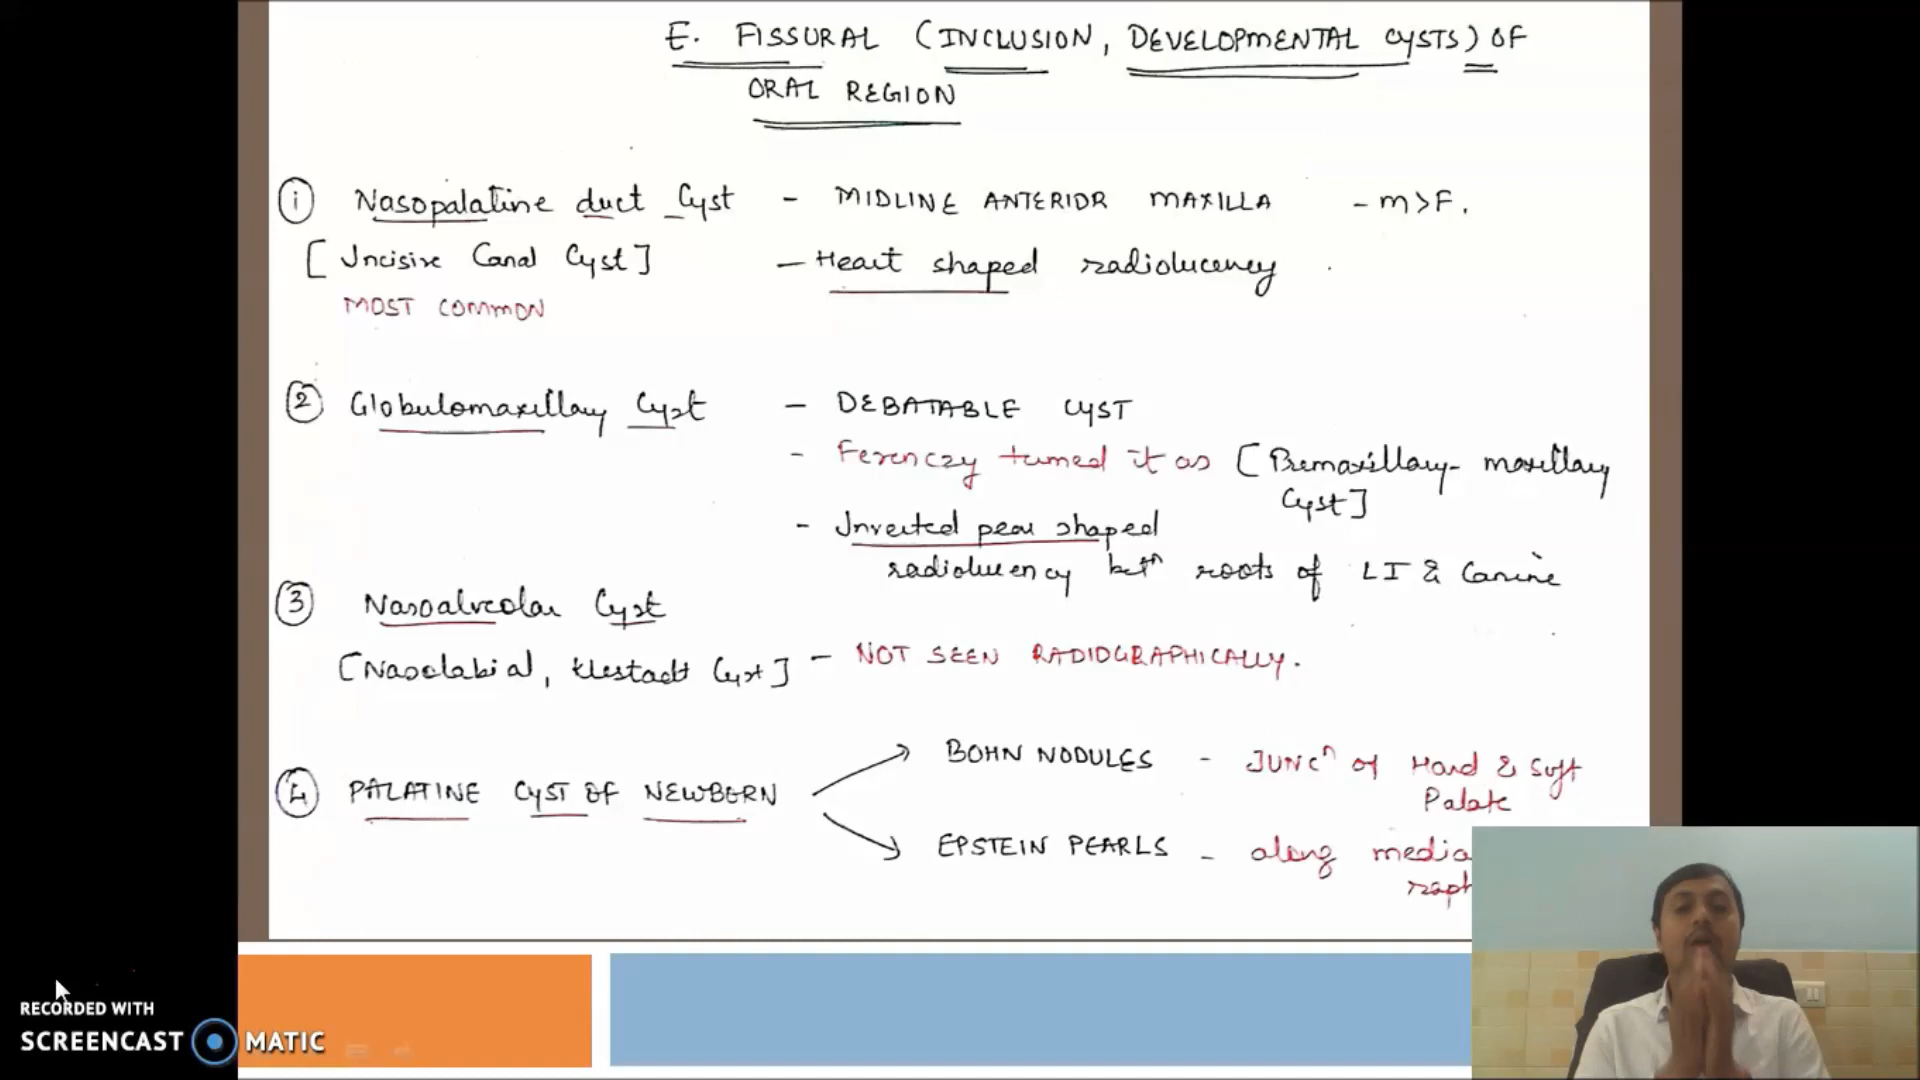 E. FISSURAL (INCLUSION, DEVELOPMENTAL CYSTS) OF
ORAL REGION
① Nasopalatine duct Cyst - MIDLINE ANTERIOR MAXILLA - M>F.
[Incisive Canal Cyst] - Heart shaped radiolucency
MOST COMMON
② Globulomaxillary Cyst - DEBATABLE CYST
- Ferenczy termed it as [Premaxillary- maxillary
Cyst]
- Inverted pear shaped
radiolucency betⁿ roots of LI & Canine
③ Nasoalveolar Cyst
[Nasolabial, Klestadt Cyst] - NOT SEEN RADIOGRAPHICALLY.
④ PALATINE CYST OF NEWBORN
BOHN NODULES - JUNCⁿ of Hard & Soft
Palate
EPSTEIN PEARLS - along media
raph
RECORDED WITH
SCREENCAST MATIC